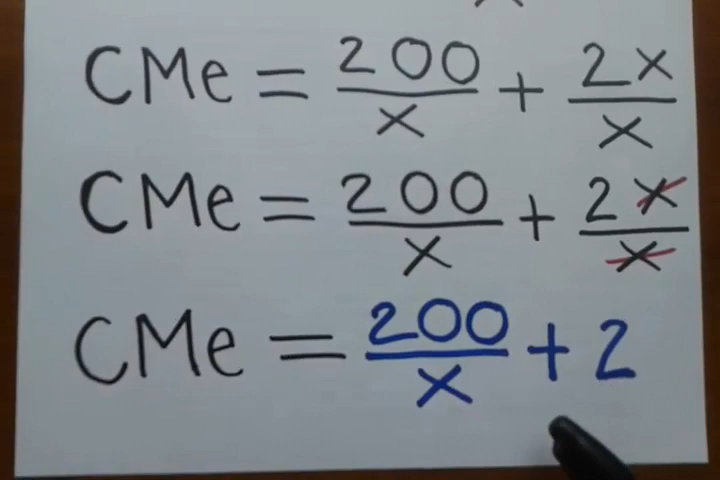 CMe = 200/x + 2x/x
CMe = 200/x + 2x/x
CMe = 200/x + 2